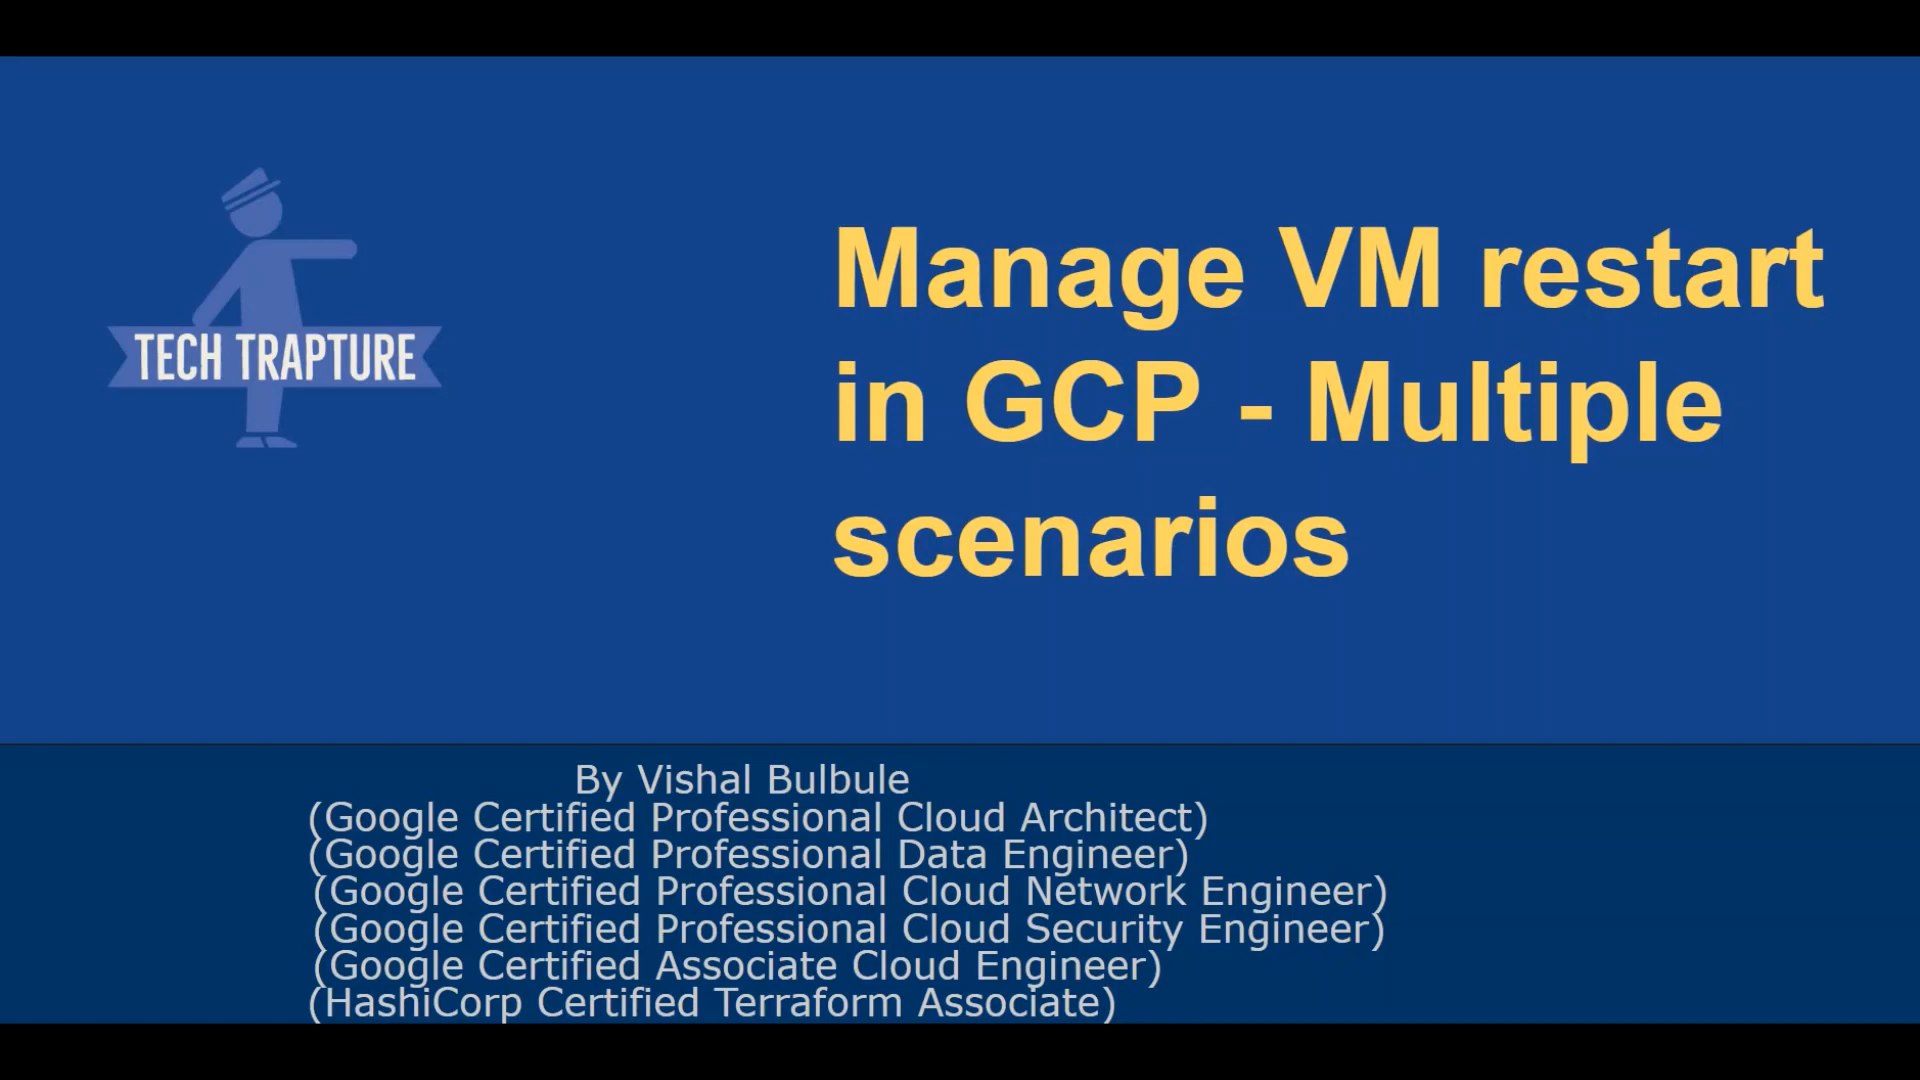 TECH TRAPTURE
Manage VM restart
in GCP - Multiple
scenarios
By Vishal Bulbule
(Google Certified Professional Cloud Architect)
(Google Certified Professional Data Engineer)
(Google Certified Professional Cloud Network Engineer)
(Google Certified Professional Cloud Security Engineer)
(Google Certified Associate Cloud Engineer)
(HashiCorp Certified Terraform Associate)